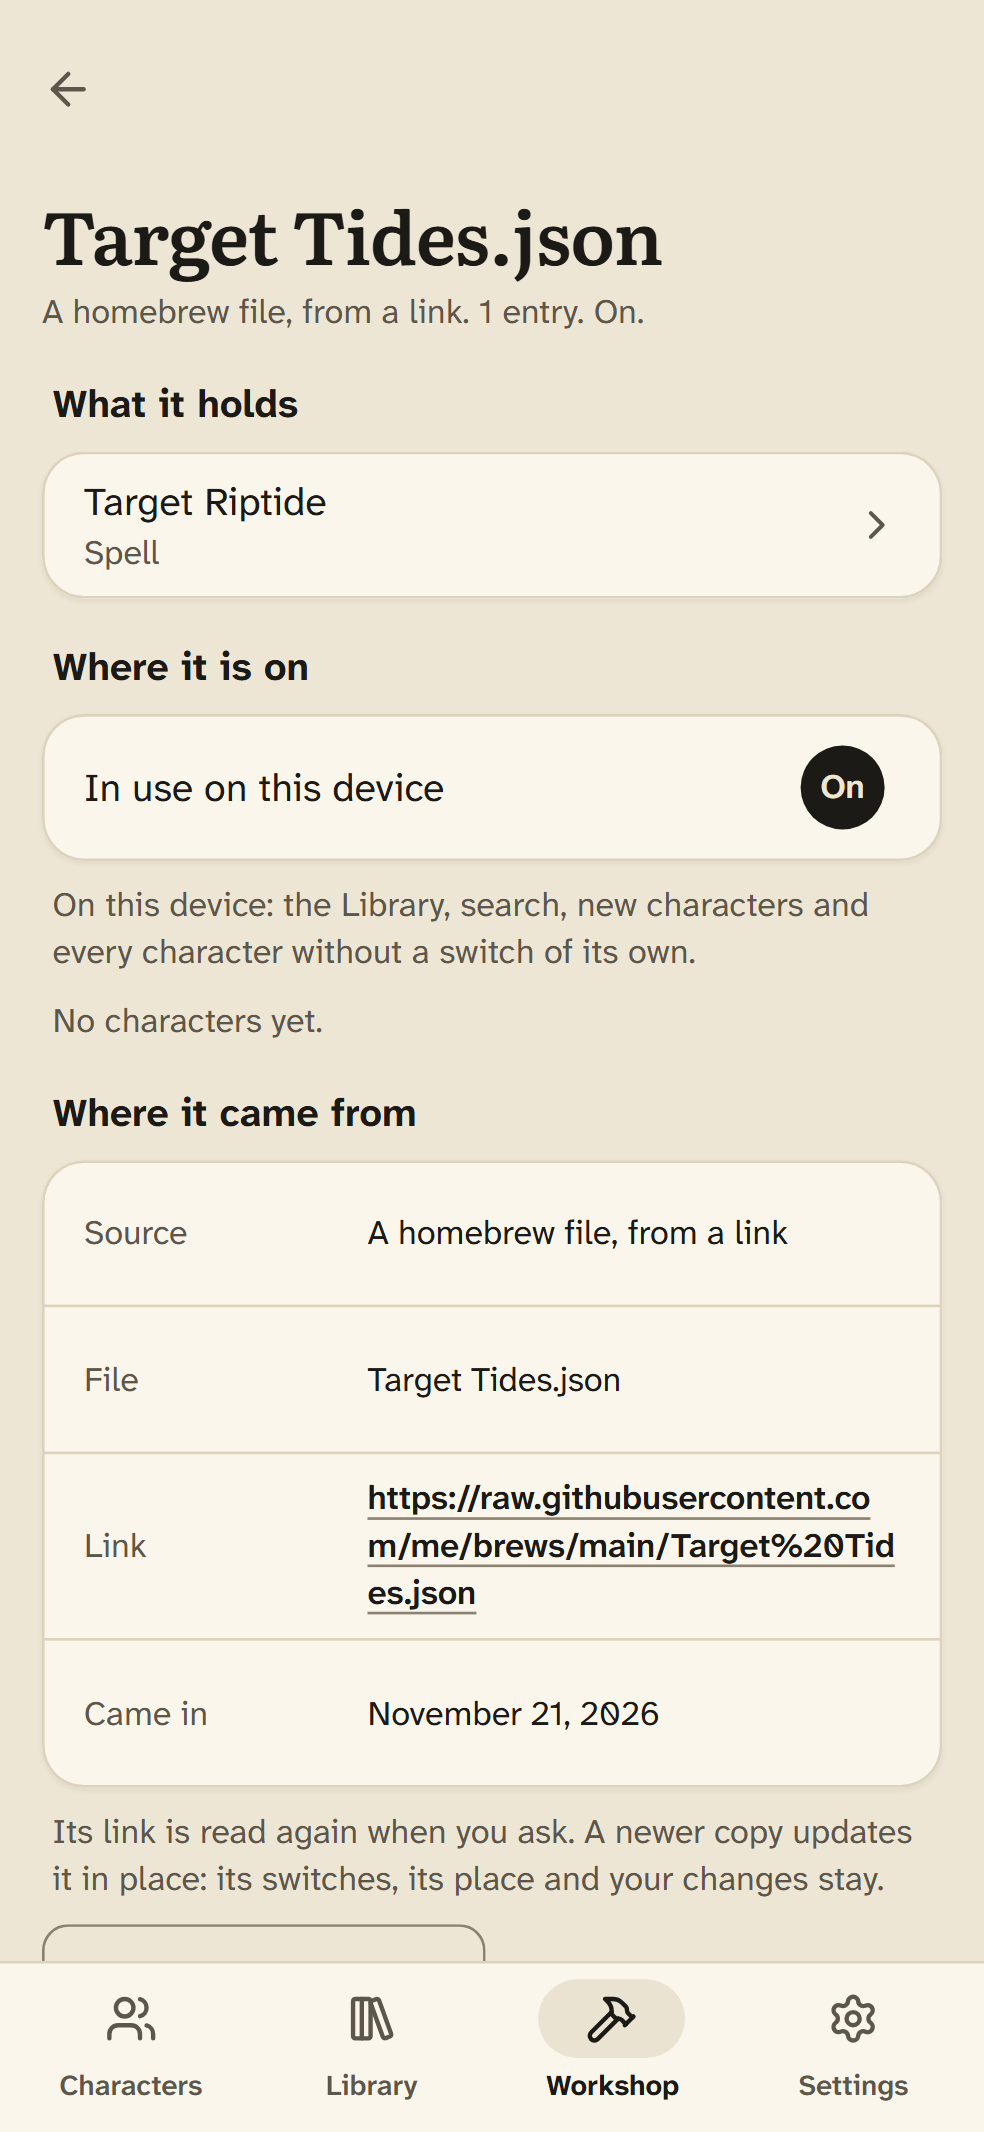 Target Tides.json
A homebrew file, from a link. 1 entry. On.
What it holds
Target Riptide
Spell
Where it is on
In use on this device
On
On this device: the Library, search, new characters and
every character without a switch of its own.
No characters yet.
Where it came from
Source
A homebrew file, from a link
File
Target Tides.json
Link
https://raw.githubusercontent.co
m/me/brews/main/Target%20Tid
es.json
Came in
November 21, 2026
Its link is read again when you ask. A newer copy updates
it in place: its switches, its place and your changes stay.
Characters
Library
Workshop
Settings